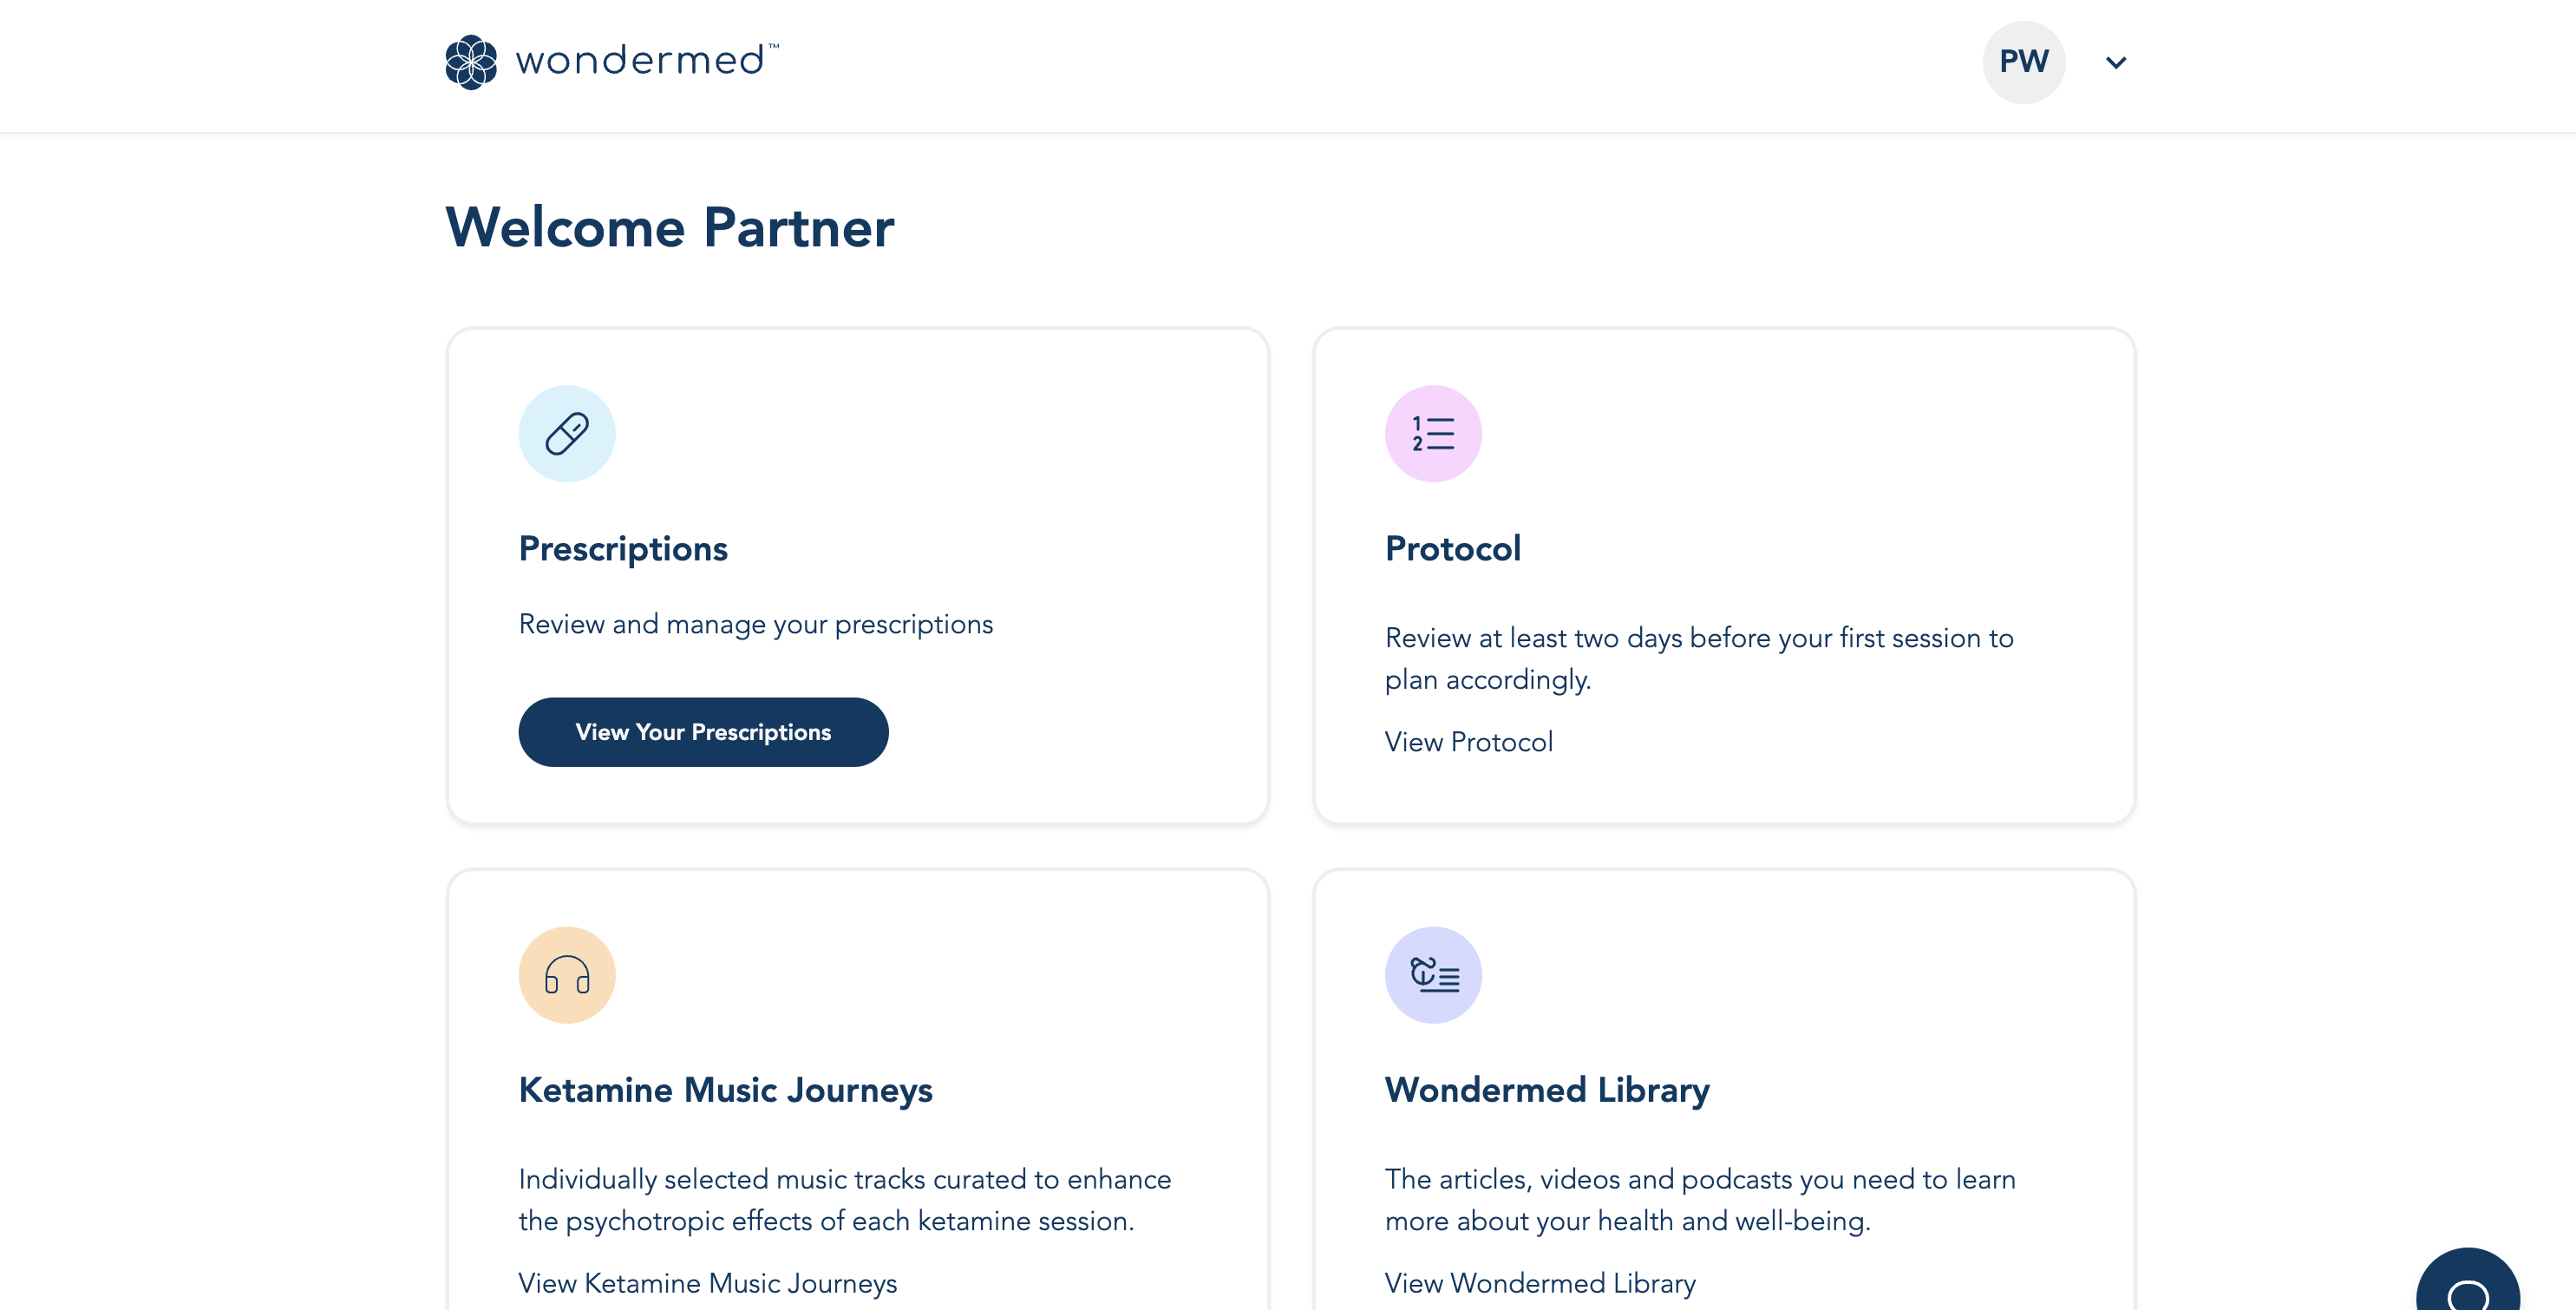 wondermed™
PW
Welcome Partner
Prescriptions
Review and manage your prescriptions
View Your Prescriptions
1
2
Protocol
Review at least two days before your first session to
plan accordingly.
View Protocol
Ketamine Music Journeys
Individually selected music tracks curated to enhance
the psychotropic effects of each ketamine session.
View Ketamine Music Journeys
Wondermed Library
The articles, videos and podcasts you need to learn
more about your health and well-being.
View Wondermed Library